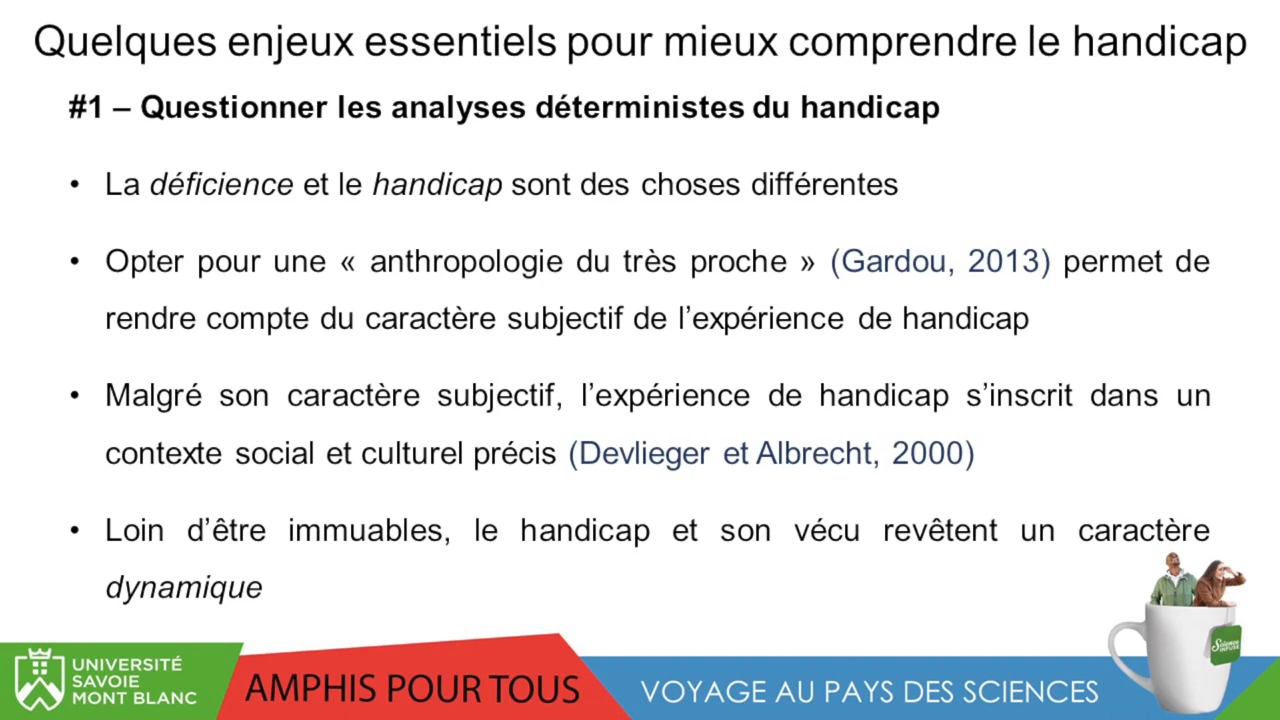 Quelques enjeux essentiels pour mieux comprendre le handicap
#1 – Questionner les analyses déterministes du handicap
• La déficience et le handicap sont des choses différentes
• Opter pour une « anthropologie du très proche » (Gardou, 2013) permet de
rendre compte du caractère subjectif de l’expérience de handicap
• Malgré son caractère subjectif, l’expérience de handicap s’inscrit dans un
contexte social et culturel précis (Devlieger et Albrecht, 2000)
• Loin d’être immuables, le handicap et son vécu revêtent un caractère
dynamique
UNIVERSITÉ
SAVOIE
MONT BLANC
AMPHIS POUR TOUS
VOYAGE AU PAYS DES SCIENCES
Science
INFUSE